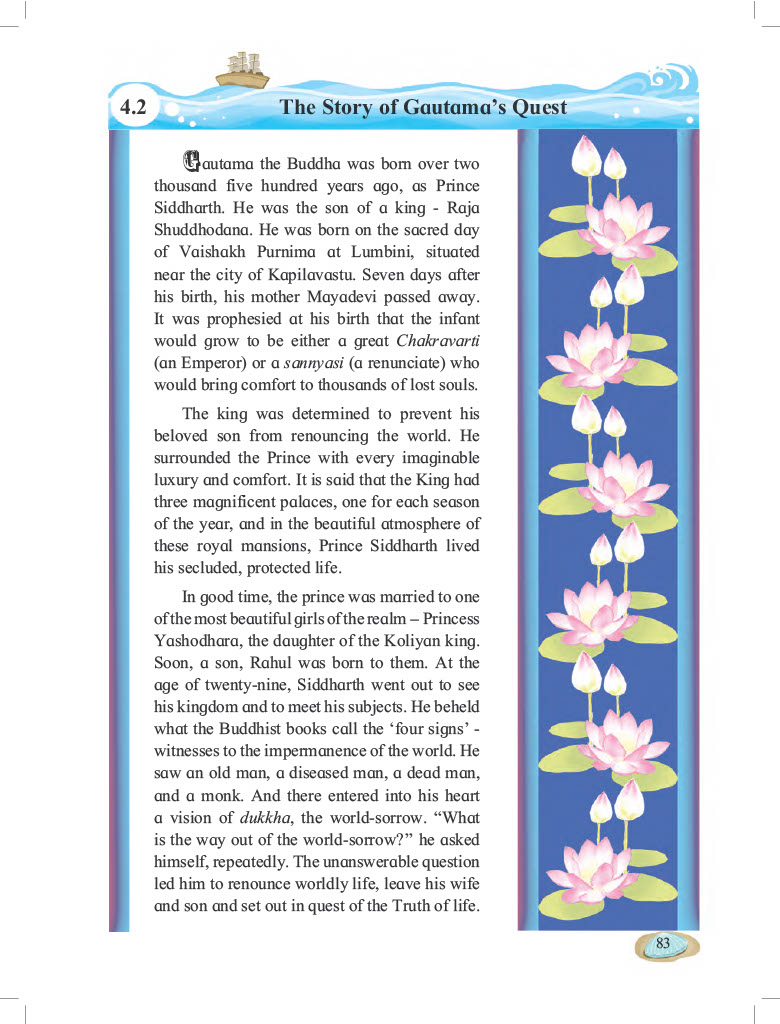 4.2
The Story of Gautama's Quest
Gautama the Buddha was born over two
thousand five hundred years ago, as Prince
Siddharth. He was the son of a king - Raja
Shuddhodana. He was born on the sacred day
of Vaishakh Purnima at Lumbini, situated
near the city of Kapilavastu. Seven days after
his birth, his mother Mayadevi passed away.
It was prophesied at his birth that the infant
would grow to be either a great Chakravarti
(an Emperor) or a sannyasi (a renunciate) who
would bring comfort to thousands of lost souls.
The king was determined to prevent his
beloved son from renouncing the world. He
surrounded the Prince with every imaginable
luxury and comfort. It is said that the King had
three magnificent palaces, one for each season
of the year, and in the beautiful atmosphere of
these royal mansions, Prince Siddharth lived
his secluded, protected life.
In good time, the prince was married to one
of the most beautiful girls of the realm – Princess
Yashodhara, the daughter of the Koliyan king.
Soon, a son, Rahul was born to them. At the
age of twenty-nine, Siddharth went out to see
his kingdom and to meet his subjects. He beheld
what the Buddhist books call the ‘four signs’ -
witnesses to the impermanence of the world. He
saw an old man, a diseased man, a dead man,
and a monk. And there entered into his heart
a vision of dukkha, the world-sorrow. “What
is the way out of the world-sorrow?” he asked
himself, repeatedly. The unanswerable question
led him to renounce worldly life, leave his wife
and son and set out in quest of the Truth of life.
83